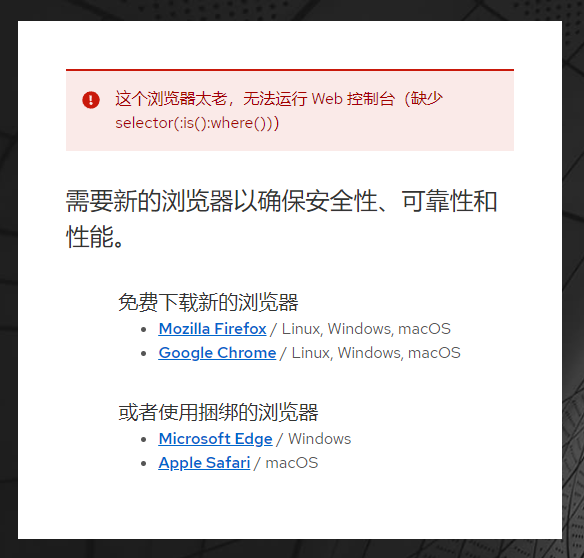 这个浏览器太老，无法运行 Web 控制台（缺少
selector(:is():where())）
需要新的浏览器以确保安全性、可靠性和
性能。
免费下载新的浏览器
• Mozilla Firefox / Linux, Windows, macOS
• Google Chrome / Linux, Windows, macOS
或者使用捆绑的浏览器
• Microsoft Edge / Windows
• Apple Safari / macOS